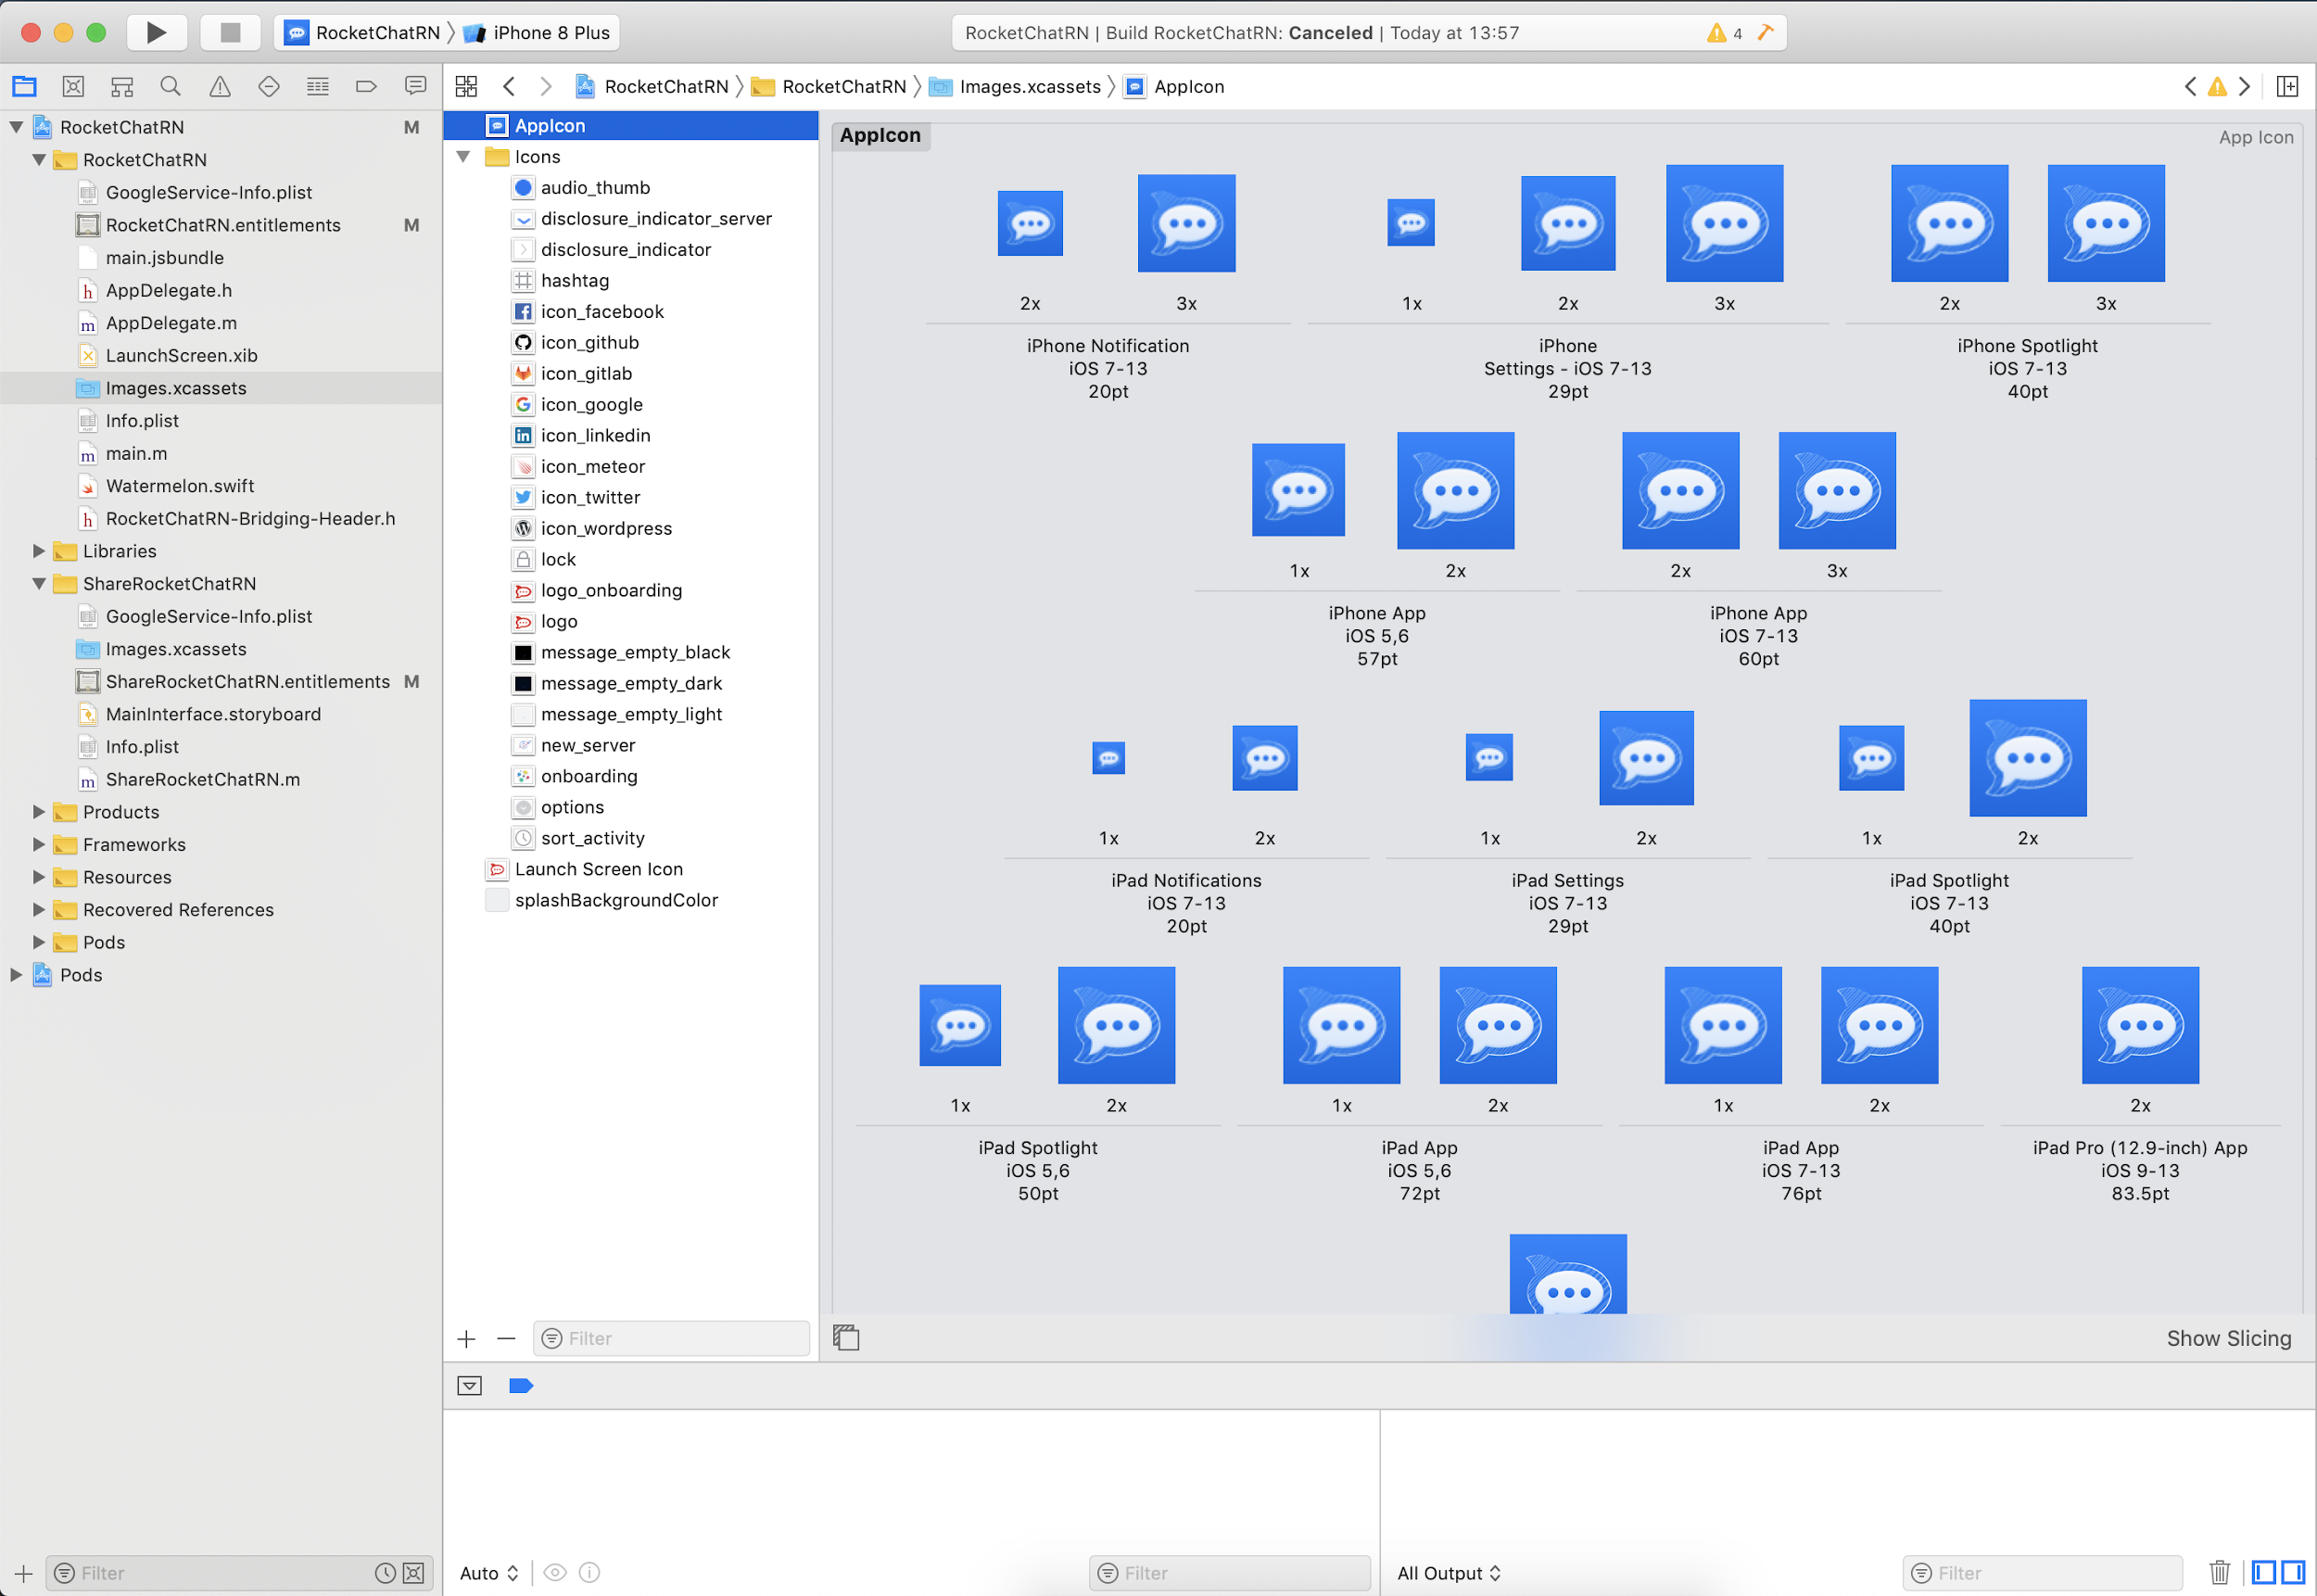 RocketChatRN
iPhone 8 Plus
RocketChatRN | Build RocketChatRN: Canceled | Today at 13:57
4
RocketChatRN
RocketChatRN
Images.xcassets
AppIcon
RocketChatRN M
RocketChatRN
GoogleService-Info.plist
RocketChatRN.entitlements M
main.jsbundle
AppDelegate.h
AppDelegate.m
LaunchScreen.xib
Images.xcassets
Info.plist
main.m
Watermelon.swift
RocketChatRN-Bridging-Header.h
Libraries
ShareRocketChatRN
GoogleService-Info.plist
Images.xcassets
ShareRocketChatRN.entitlements M
MainInterface.storyboard
Info.plist
ShareRocketChatRN.m
Products
Frameworks
Resources
Recovered References
Pods
Pods
Filter
AppIcon
Icons
audio_thumb
disclosure_indicator_server
disclosure_indicator
hashtag
icon_facebook
icon_github
icon_gitlab
icon_google
icon_linkedin
icon_meteor
icon_twitter
icon_wordpress
lock
logo_onboarding
logo
message_empty_black
message_empty_dark
message_empty_light
new_server
onboarding
options
sort_activity
Launch Screen Icon
splashBackgroundColor
Filter
AppIcon
App Icon
2x 3x
iPhone Notification
iOS 7-13
20pt
1x 2x 3x
iPhone
Settings - iOS 7-13
29pt
2x 3x
iPhone Spotlight
iOS 7-13
40pt
1x 2x
iPhone App
iOS 5,6
57pt
2x 3x
iPhone App
iOS 7-13
60pt
1x 2x
iPad Notifications
iOS 7-13
20pt
1x 2x
iPad Settings
iOS 7-13
29pt
1x 2x
iPad Spotlight
iOS 7-13
40pt
1x 2x
iPad Spotlight
iOS 5,6
50pt
1x 2x
iPad App
iOS 5,6
72pt
1x 2x
iPad App
iOS 7-13
76pt
2x
iPad Pro (12.9-inch) App
iOS 9-13
83.5pt
Show Slicing
Auto
Filter
All Output
Filter